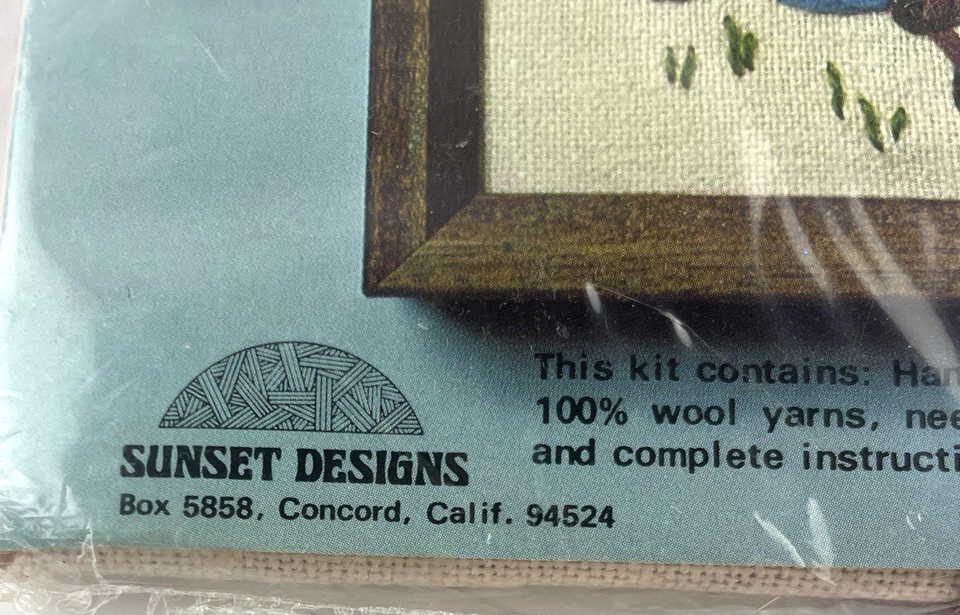 This kit contains:
100% wool yarns,
and complete
SUNSET DESIGNS
Box 5858, Concord, Calif. 94524